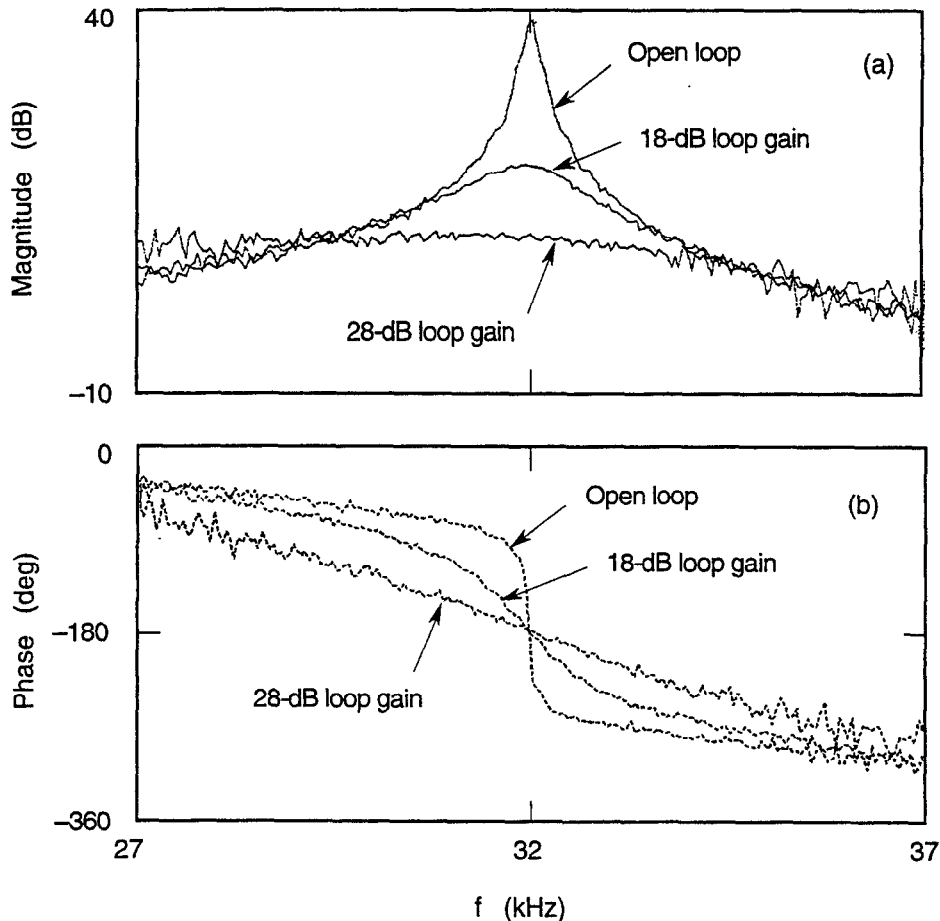 40
(a)
Open loop
18-dB loop gain
Magnitude (dB)
28-dB loop gain
−10
0
(b)
Open loop
18-dB loop gain
Phase (deg)
−180
28-dB loop gain
−360
27
32
37
f (kHz)